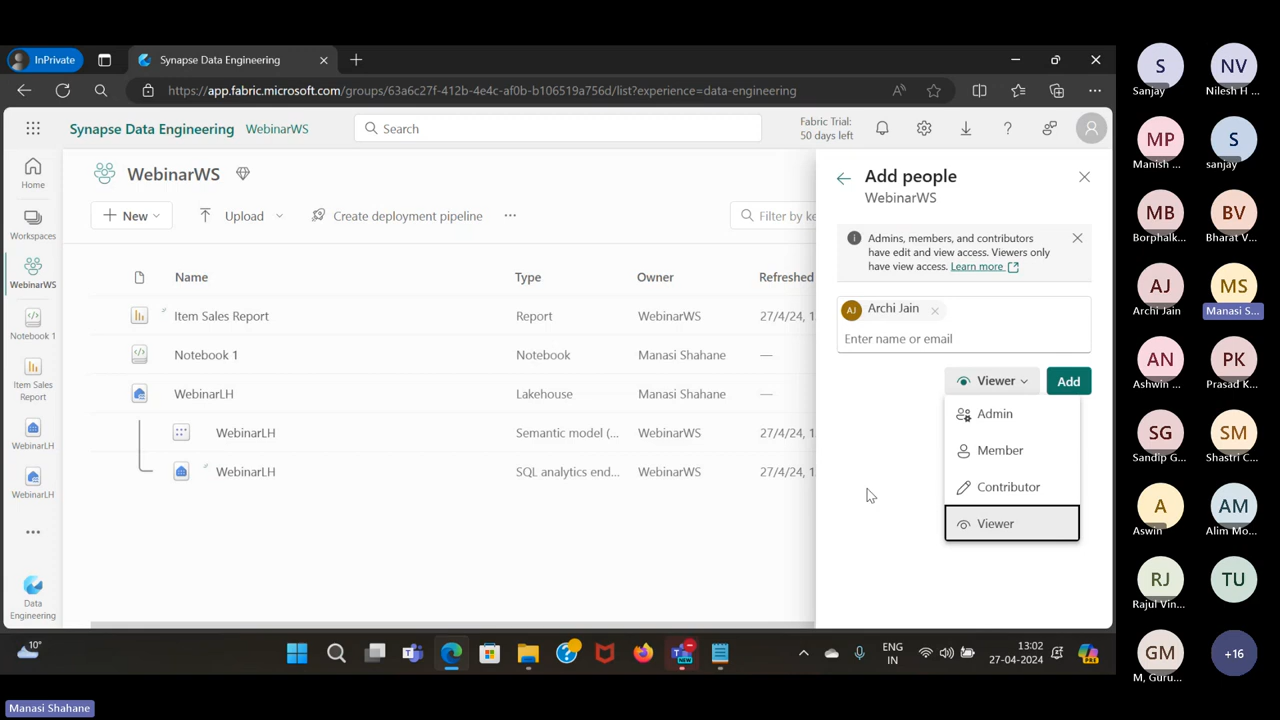 InPrivate
Synapse Data Engineering
https://app.fabric.microsoft.com/groups/63a6c27f-412b-4e4c-af0b-b106519a756d/list?experience=data-engineering
Synapse Data Engineering WebinarWS
Search
Fabric Trial:
50 days left
Home
Workspaces
WebinarWS
Notebook 1
Item Sales
Report
WebinarLH
WebinarLH
Data
Engineering
WebinarWS
New
Upload
Create deployment pipeline
Filter by ke
Name Type Owner Refreshed
Item Sales Report Report WebinarWS 27/4/24, 1
Notebook 1 Notebook Manasi Shahane —
WebinarLH Lakehouse Manasi Shahane —
WebinarLH Semantic model (... WebinarWS 27/4/24, 1
WebinarLH SQL analytics end... WebinarWS 27/4/24, 1
Add people
WebinarWS
Admins, members, and contributors
have edit and view access. Viewers only
have view access. Learn more
AJ Archi Jain
Enter name or email
Viewer Add
Admin
Member
Contributor
Viewer
10°
NEW
ENG
IN
13:02
27-04-2024
PRE
Manasi Shahane
S NV
Sanjay Nilesh H ...
MP S
Manish ... sanjay
MB BV
Borphalk... Bharat V...
AJ MS
Archi Jain Manasi S...
AN PK
Ashwin ... Prasad K...
SG SM
Sandip G... Shastri C...
A AM
Aswin Alim Mo...
RJ TU
Rajul Vin...
GM +16
M, Guru...